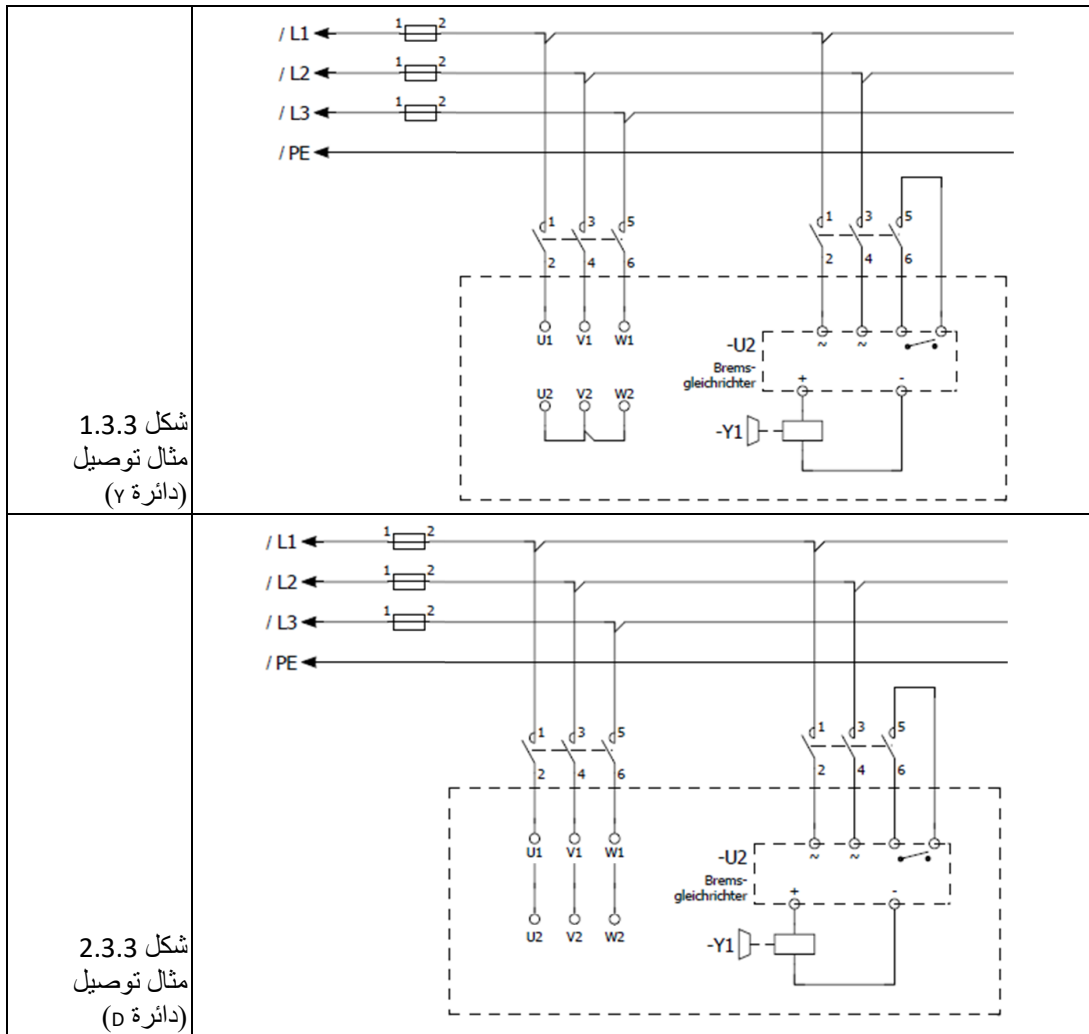 / L1 1 2
/ L2 1 2
/ L3 1 2
/ PE
1 3 5 1 3 5
2 4 6 2 4 6
U1 V1 W1 ~ ~
-U2
Brems-
gleichrichter
+ -
U2 V2 W2
-Y1
شكل 1.3.3
مثال توصيل
(دائرة Y)
/ L1 1 2
/ L2 1 2
/ L3 1 2
/ PE
1 3 5 1 3 5
2 4 6 2 4 6
U1 V1 W1 ~ ~
-U2
Brems-
gleichrichter
+ -
U2 V2 W2
-Y1
شكل 2.3.3
مثال توصيل
(دائرة D)